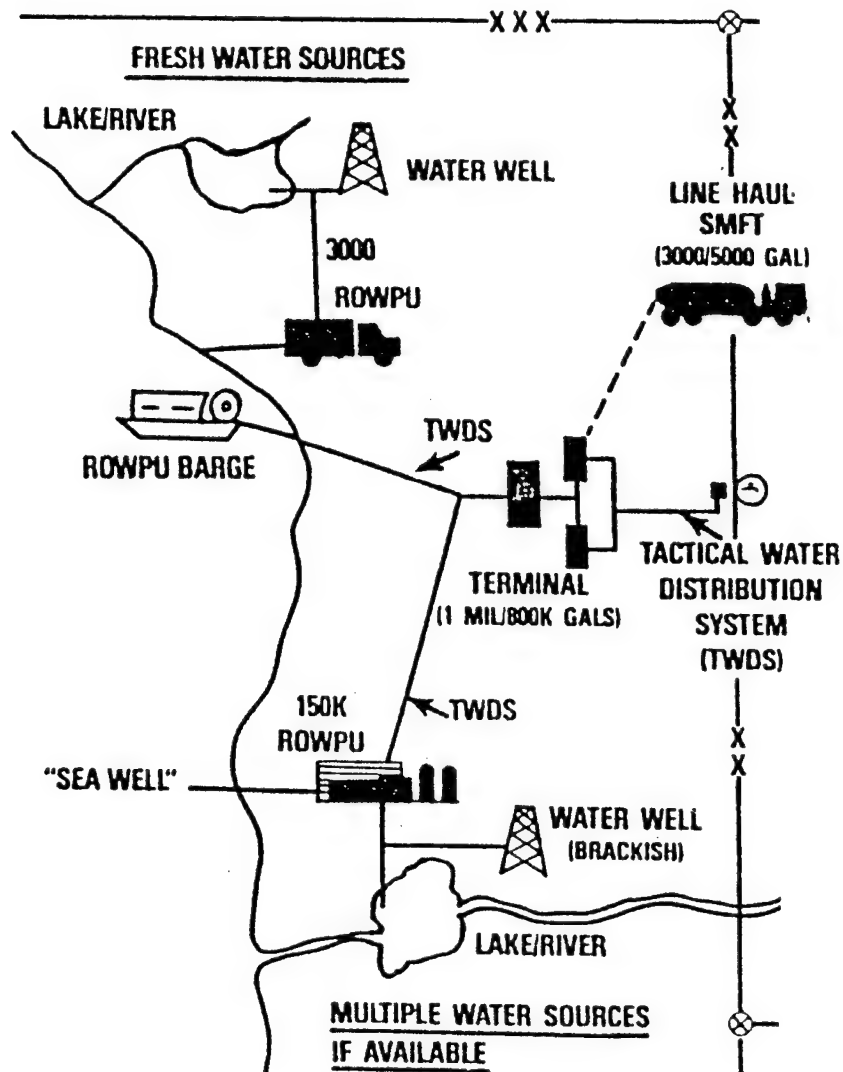 X X X
FRESH WATER SOURCES
LAKE/RIVER
WATER WELL
X
X
LINE HAUL
SMFT
(3000/5000 GAL)
3000
ROWPU
ROWPU BARGE
TWDS
TERMINAL
(1 MIL/800K GALS)
TACTICAL WATER
DISTRIBUTION
SYSTEM
(TWDS)
150K
ROWPU
TWDS
"SEA WELL"
X
X
WATER WELL
(BRACKISH)
LAKE/RIVER
MULTIPLE WATER SOURCES
IF AVAILABLE